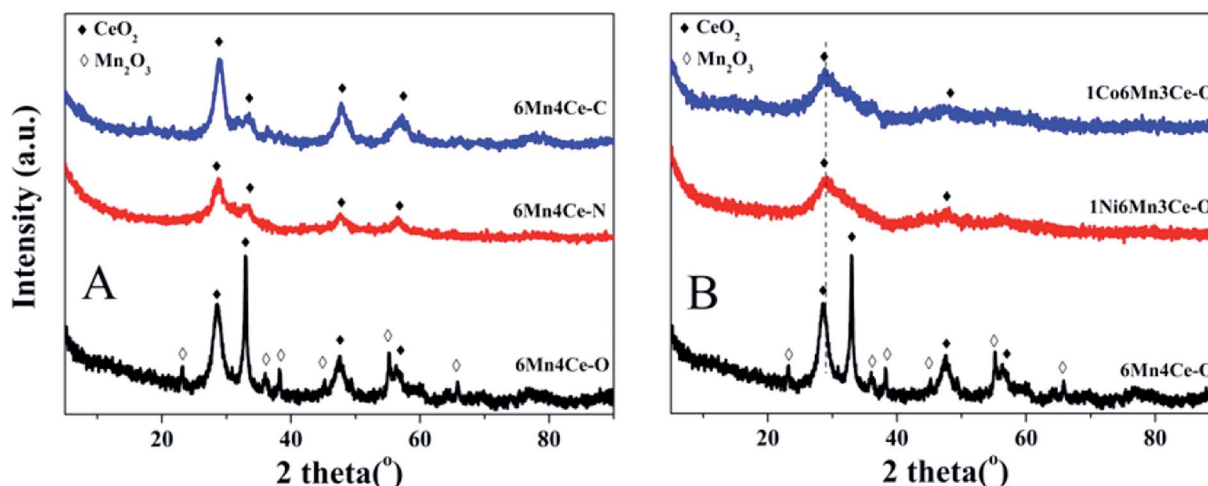 ◆ CeO2
◇ Mn2O3
6Mn4Ce-C
6Mn4Ce-N
A
6Mn4Ce-O
Intensity (a.u.)
20 40 60 80
2 theta(°)
◆ CeO2
◇ Mn2O3
1Co6Mn3Ce-O
1Ni6Mn3Ce-O
B
6Mn4Ce-O
20 40 60 80
2 theta(°)